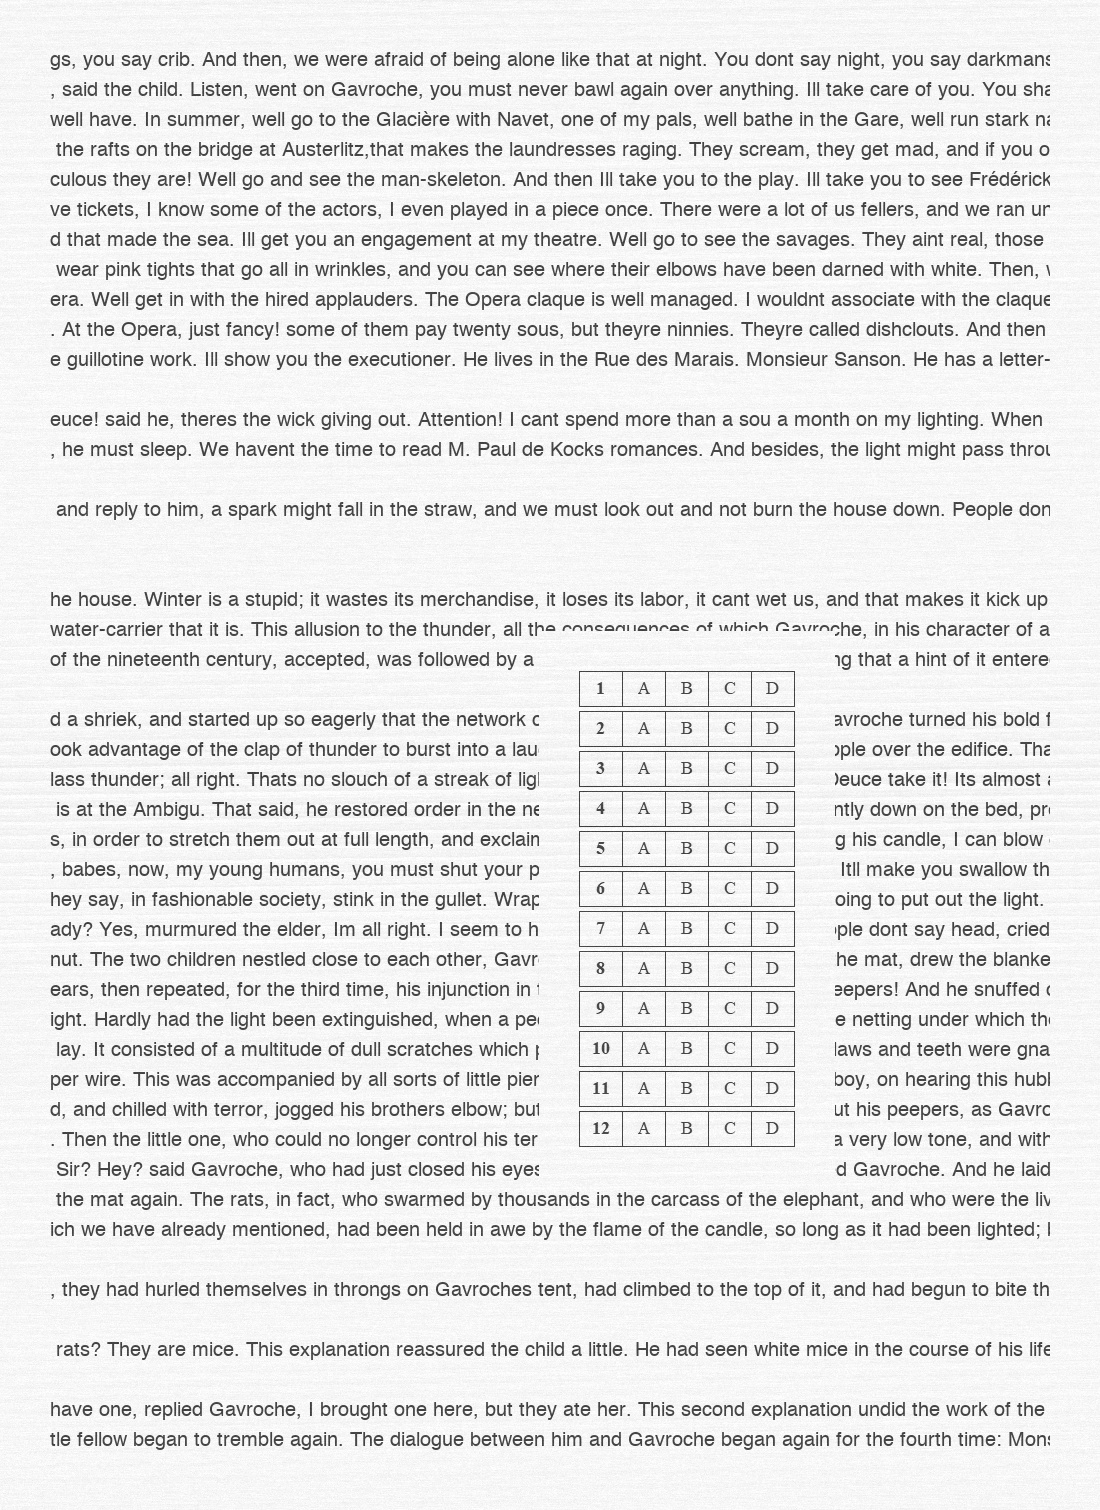 gs, you say crib. And then, we were afraid of being alone like that at night. You dont say night, you say darkmans
, said the child. Listen, went on Gavroche, you must never bawl again over anything. Ill take care of you. You sha
well have. In summer, well go to the Glacière with Navet, one of my pals, well bathe in the Gare, well run stark na
the rafts on the bridge at Austerlitz,that makes the laundresses raging. They scream, they get mad, and if you o
culous they are! Well go and see the man-skeleton. And then Ill take you to the play. Ill take you to see Frédérick
ve tickets, I know some of the actors, I even played in a piece once. There were a lot of us fellers, and we ran un
d that made the sea. Ill get you an engagement at my theatre. Well go to see the savages. They aint real, those
wear pink tights that go all in wrinkles, and you can see where their elbows have been darned with white. Then,
era. Well get in with the hired applauders. The Opera claque is well managed. I wouldnt associate with the claque
. At the Opera, just fancy! some of them pay twenty sous, but theyre ninnies. Theyre called dishclouts. And then
e guillotine work. Ill show you the executioner. He lives in the Rue des Marais. Monsieur Sanson. He has a letter-
euce! said he, theres the wick giving out. Attention! I cant spend more than a sou a month on my lighting. When
, he must sleep. We havent the time to read M. Paul de Kocks romances. And besides, the light might pass throu
and reply to him, a spark might fall in the straw, and we must look out and not burn the house down. People don
he house. Winter is a stupid; it wastes its merchandise, it loses its labor, it cant wet us, and that makes it kick up
water-carrier that it is. This allusion to the thunder, all the consequences of which Gavroche, in his character of a
of the nineteenth century, accepted, was followed by a ng that a hint of it entered
1 A B C D
d a shriek, and started up so eagerly that the network avroche turned his bold
2 A B C D
ook advantage of the clap of thunder to burst into a lau ople over the edifice. Tha
3 A B C D
lass thunder; all right. Thats no slouch of a streak of lig Deuce take it! Its almost
is at the Ambigu. That said, he restored order in the ne ntly down on the bed, pr
4 A B C D
s, in order to stretch them out at full length, and exclaim g his candle, I can blow
5 A B C D
, babes, now, my young humans, you must shut your p Itll make you swallow th
6 A B C D
hey say, in fashionable society, stink in the gullet. Wrap oing to put out the light.
ady? Yes, murmured the elder, Im all right. I seem to h ople dont say head, cried
7 A B C D
nut. The two children nestled close to each other, Gavr he mat, drew the blanke
8 A B C D
ears, then repeated, for the third time, his injunction in eepers! And he snuffed
9 A B C D
ight. Hardly had the light been extinguished, when a pe e netting under which the
lay. It consisted of a multitude of dull scratches which laws and teeth were gna
10 A B C D
per wire. This was accompanied by all sorts of little pier boy, on hearing this hub
11 A B C D
d, and chilled with terror, jogged his brothers elbow; but ut his peepers, as Gavro
12 A B C D
. Then the little one, who could no longer control his ter a very low tone, and with
Sir? Hey? said Gavroche, who had just closed his eyes d Gavroche. And he laid
the mat again. The rats, in fact, who swarmed by thousands in the carcass of the elephant, and who were the liv
ich we have already mentioned, had been held in awe by the flame of the candle, so long as it had been lighted;
, they had hurled themselves in throngs on Gavroches tent, had climbed to the top of it, and had begun to bite th
rats? They are mice. This explanation reassured the child a little. He had seen white mice in the course of his life
have one, replied Gavroche, I brought one here, but they ate her. This second explanation undid the work of the
tle fellow began to tremble again. The dialogue between him and Gavroche began again for the fourth time: Mons